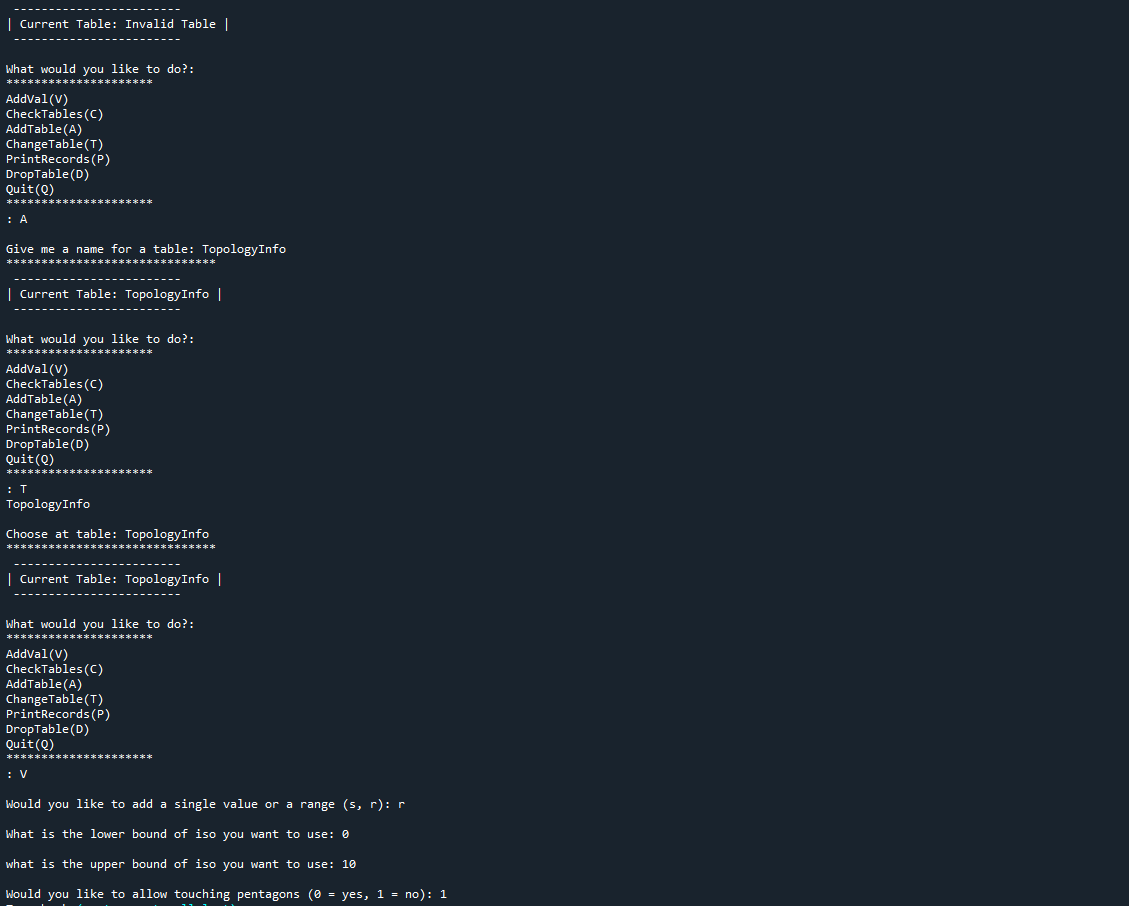 -------------------------
| Current Table: Invalid Table |
------------------------
What would you like to do?:
*********************
AddVal(V)
CheckTables(C)
AddTable(A)
ChangeTable(T)
PrintRecords(P)
DropTable(D)
Quit(Q)
*********************
: A
Give me a name for a table: TopologyInfo
******************************
------------------------
| Current Table: TopologyInfo |
------------------------
What would you like to do?:
*********************
AddVal(V)
CheckTables(C)
AddTable(A)
ChangeTable(T)
PrintRecords(P)
DropTable(D)
Quit(Q)
*********************
: T
TopologyInfo
Choose at table: TopologyInfo
******************************
------------------------
| Current Table: TopologyInfo |
------------------------
What would you like to do?:
*********************
AddVal(V)
CheckTables(C)
AddTable(A)
ChangeTable(T)
PrintRecords(P)
DropTable(D)
Quit(Q)
*********************
: V
Would you like to add a single value or a range (s, r): r
What is the lower bound of iso you want to use: 0
what is the upper bound of iso you want to use: 10
Would you like to allow touching pentagons (0 = yes, 1 = no): 1